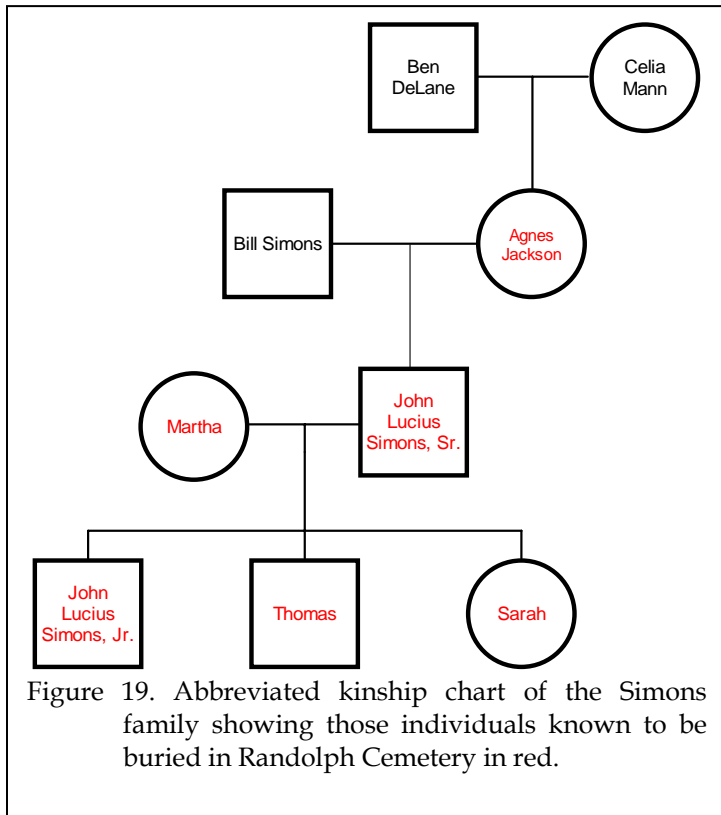 Ben
DeLane
Celia
Mann
Bill Simons
Agnes
Jackson
Martha
John
Lucius
Simons, Sr.
John
Lucius
Simons, Jr.
Thomas
Sarah
Figure 19. Abbreviated kinship chart of the Simons
family showing those individuals known to be
buried in Randolph Cemetery in red.